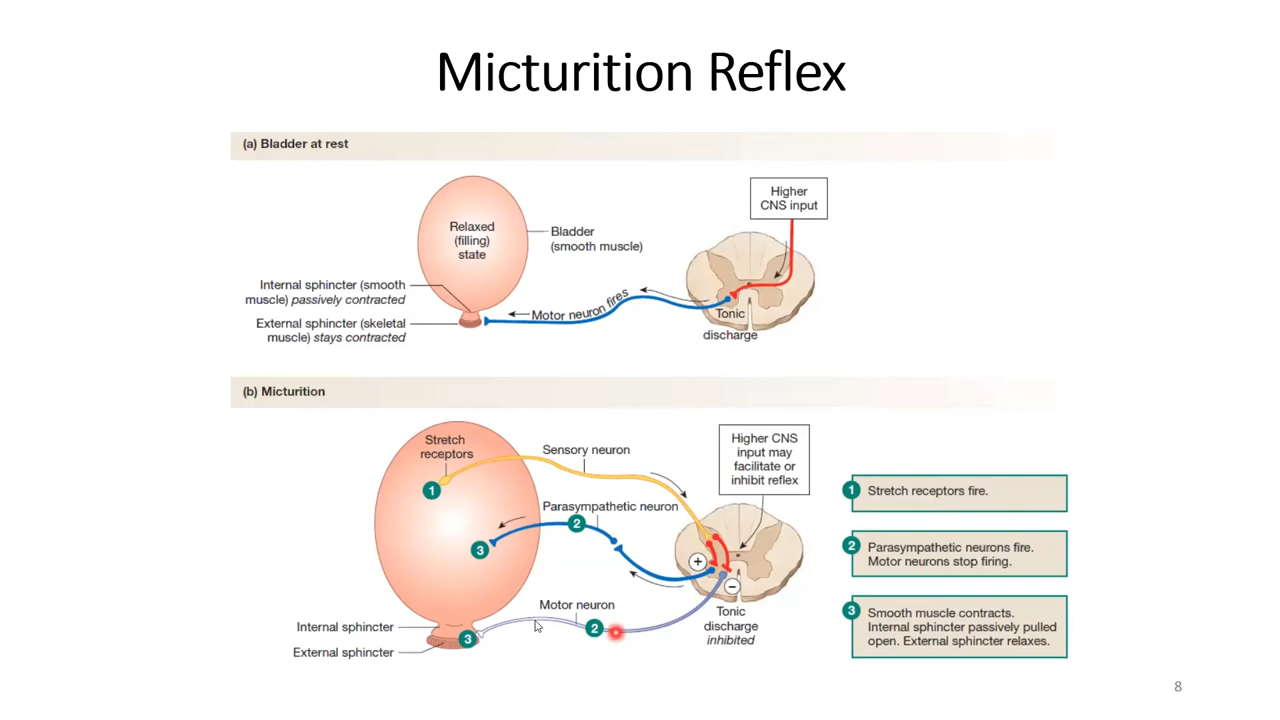 Micturition Reflex
(a) Bladder at rest
Higher
CNS input
Relaxed
(filling)
state
Bladder
(smooth muscle)
Internal sphincter (smooth
muscle) passively contracted
External sphincter (skeletal
muscle) stays contracted
Motor neuron fires
Tonic
discharge
(b) Micturition
Stretch
receptors
Sensory neuron
Higher CNS
input may
facilitate or
inhibit reflex
1
Parasympathetic neuron
2
3
+
−
Motor neuron
2
Tonic
discharge
inhibited
Internal sphincter
3
External sphincter
1 Stretch receptors fire.
2 Parasympathetic neurons fire.
Motor neurons stop firing.
3 Smooth muscle contracts.
Internal sphincter passively pulled
open. External sphincter relaxes.
8